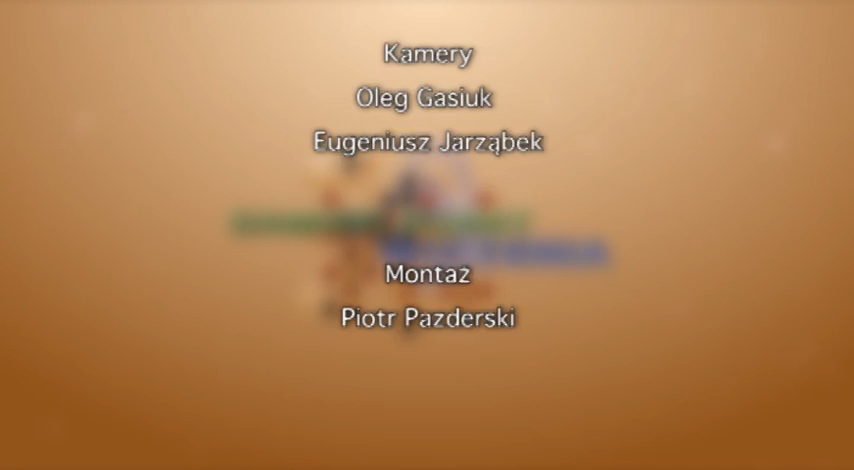 Kamery
Oleg Gasiuk
Eugeniusz Jarząbek
Montaż
Piotr Pazderski